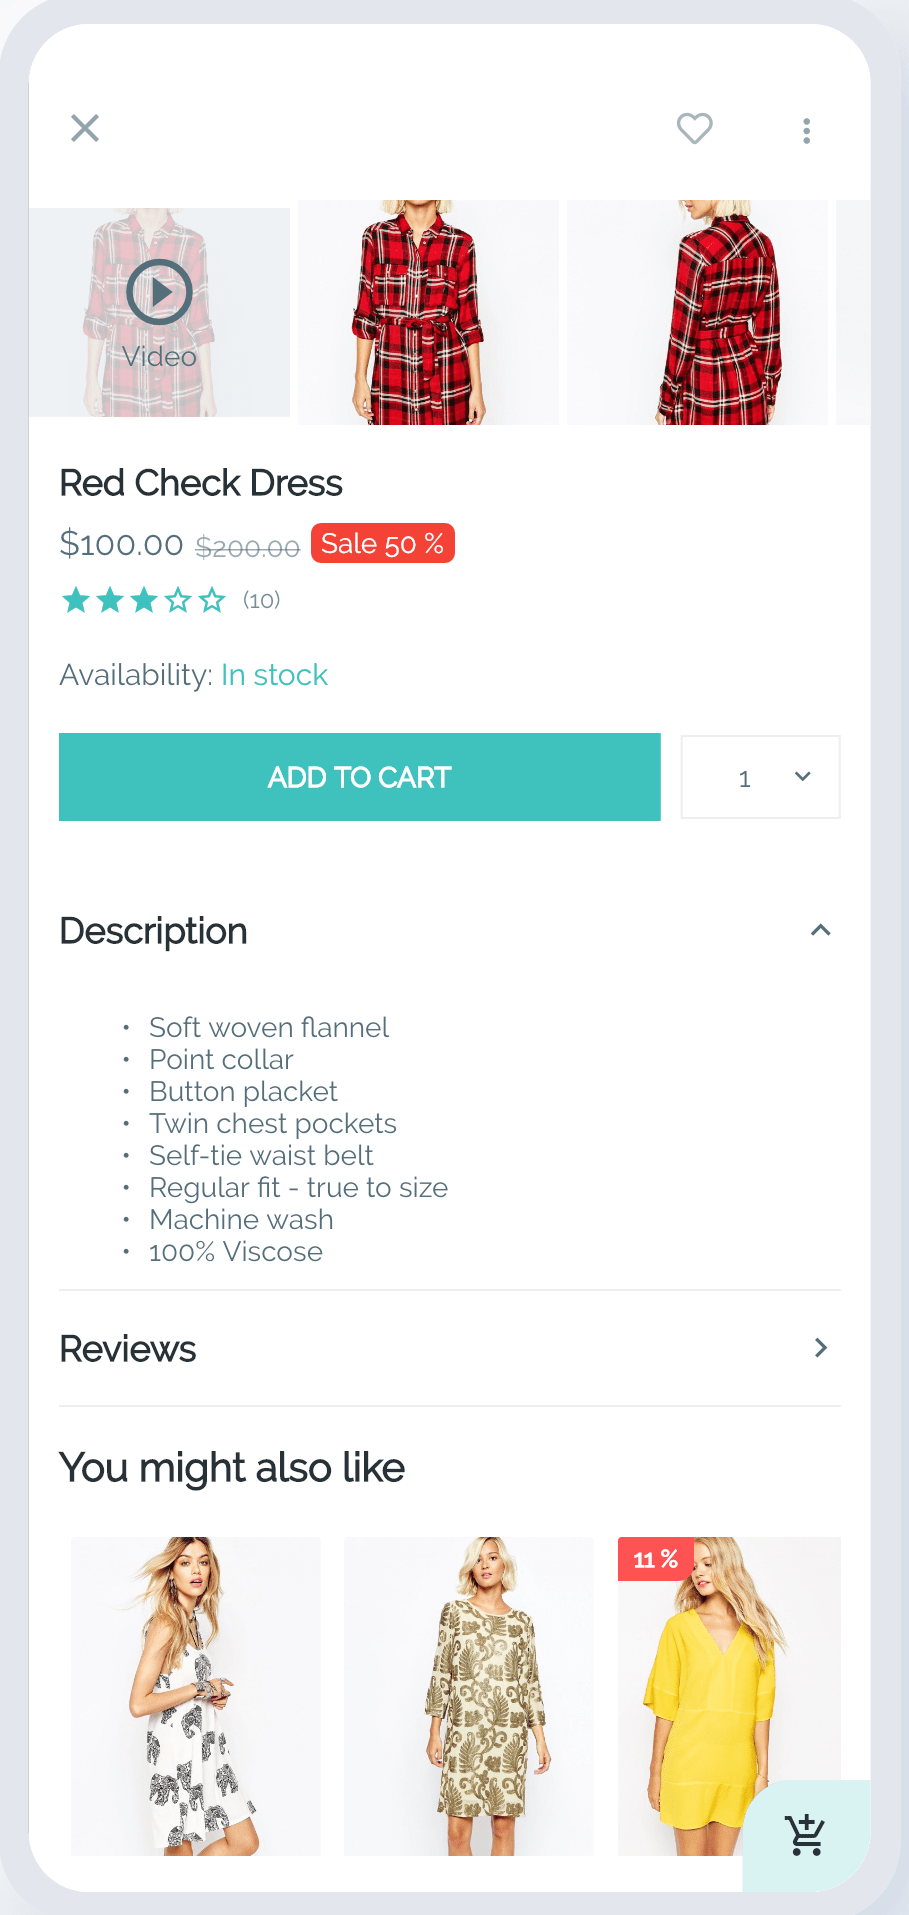 Video
Red Check Dress
$100.00 $200.00 Sale 50 %
(10)
Availability: In stock
ADD TO CART 1
Description
• Soft woven flannel
• Point collar
• Button placket
• Twin chest pockets
• Self-tie waist belt
• Regular fit - true to size
• Machine wash
• 100% Viscose
Reviews
You might also like
11 %